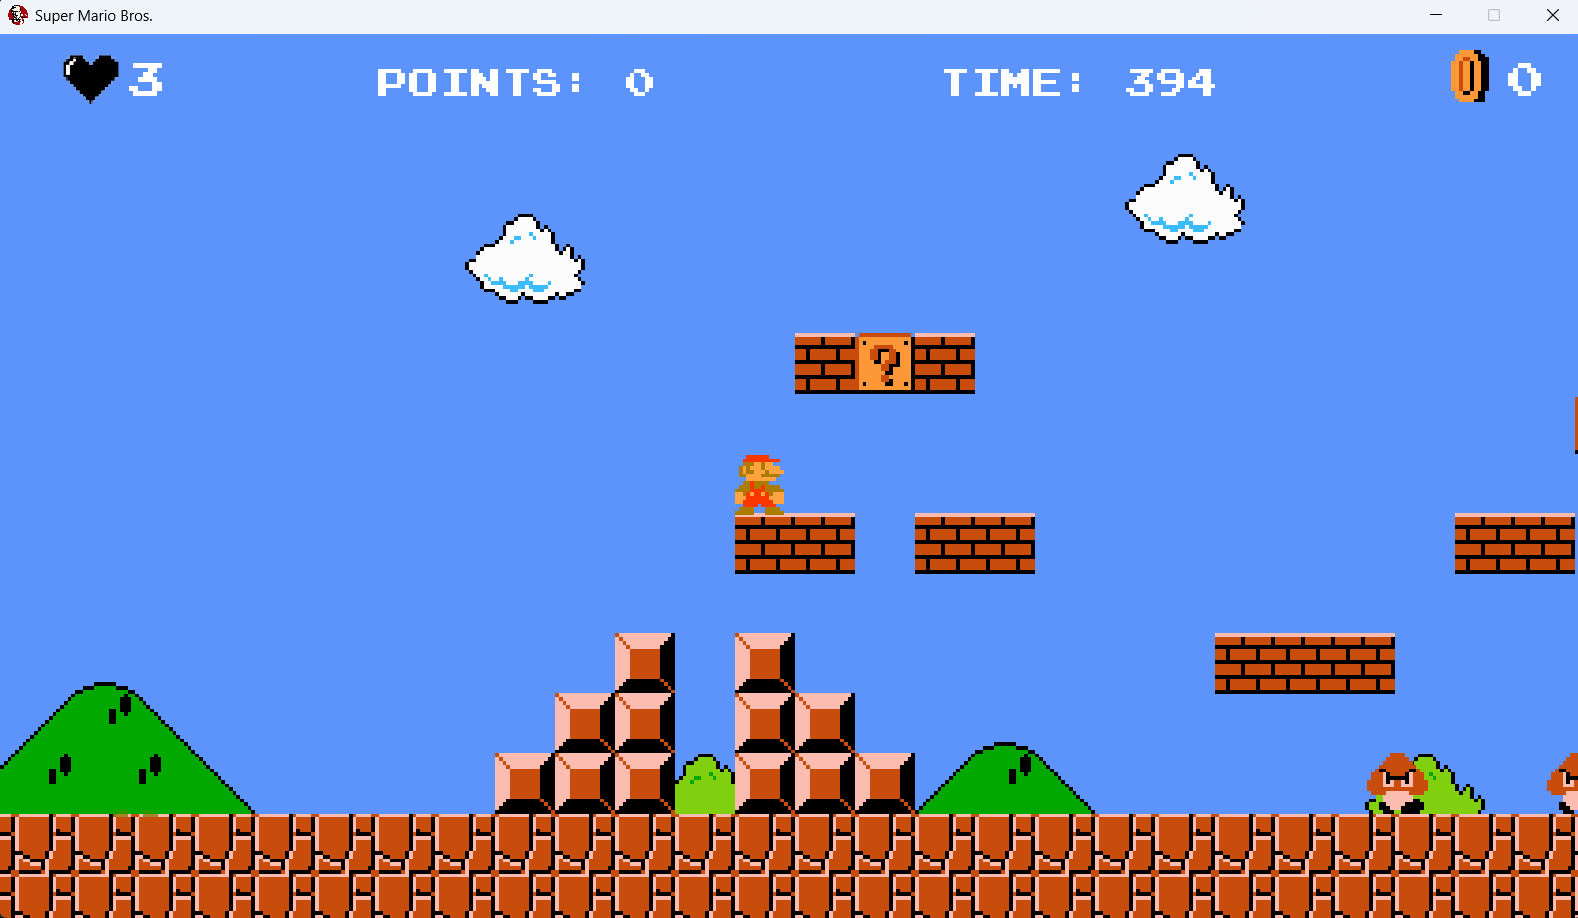 Super Mario Bros.
3 POINTS: 0 TIME: 394 0
?